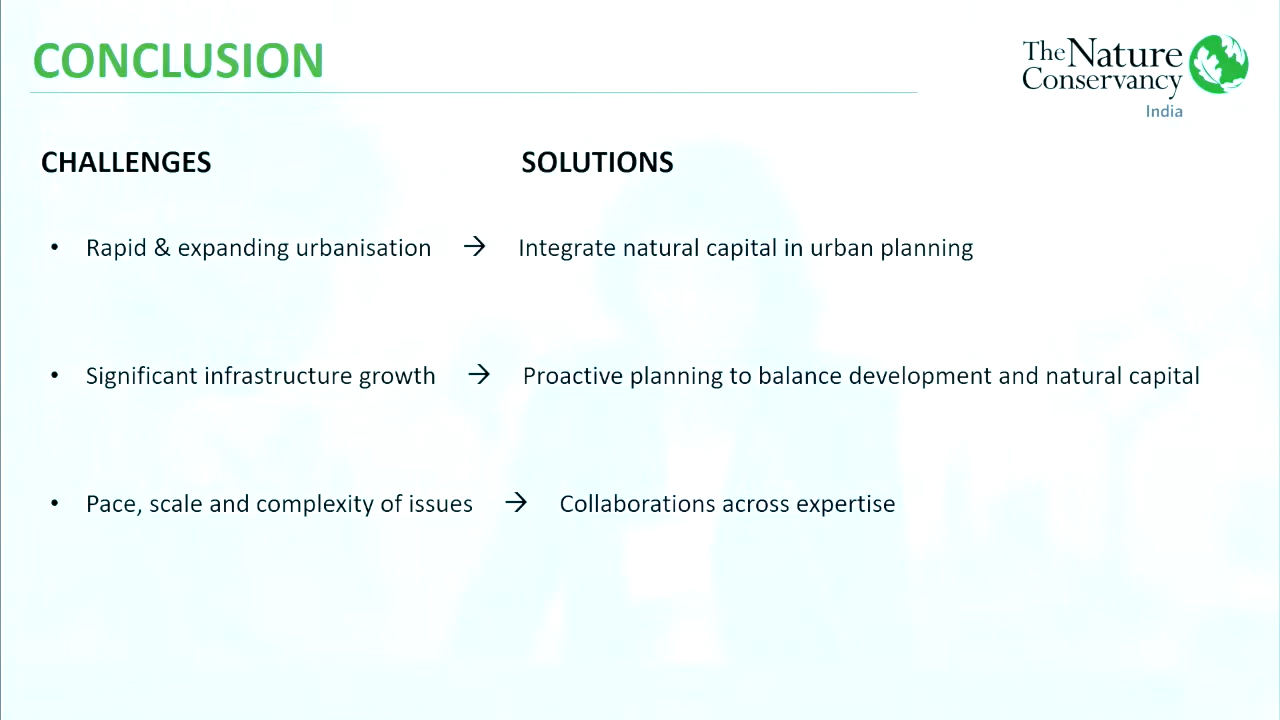 CONCLUSION
The Nature
Conservancy
India
CHALLENGES SOLUTIONS
• Rapid & expanding urbanisation → Integrate natural capital in urban planning
• Significant infrastructure growth → Proactive planning to balance development and natural capital
• Pace, scale and complexity of issues → Collaborations across expertise